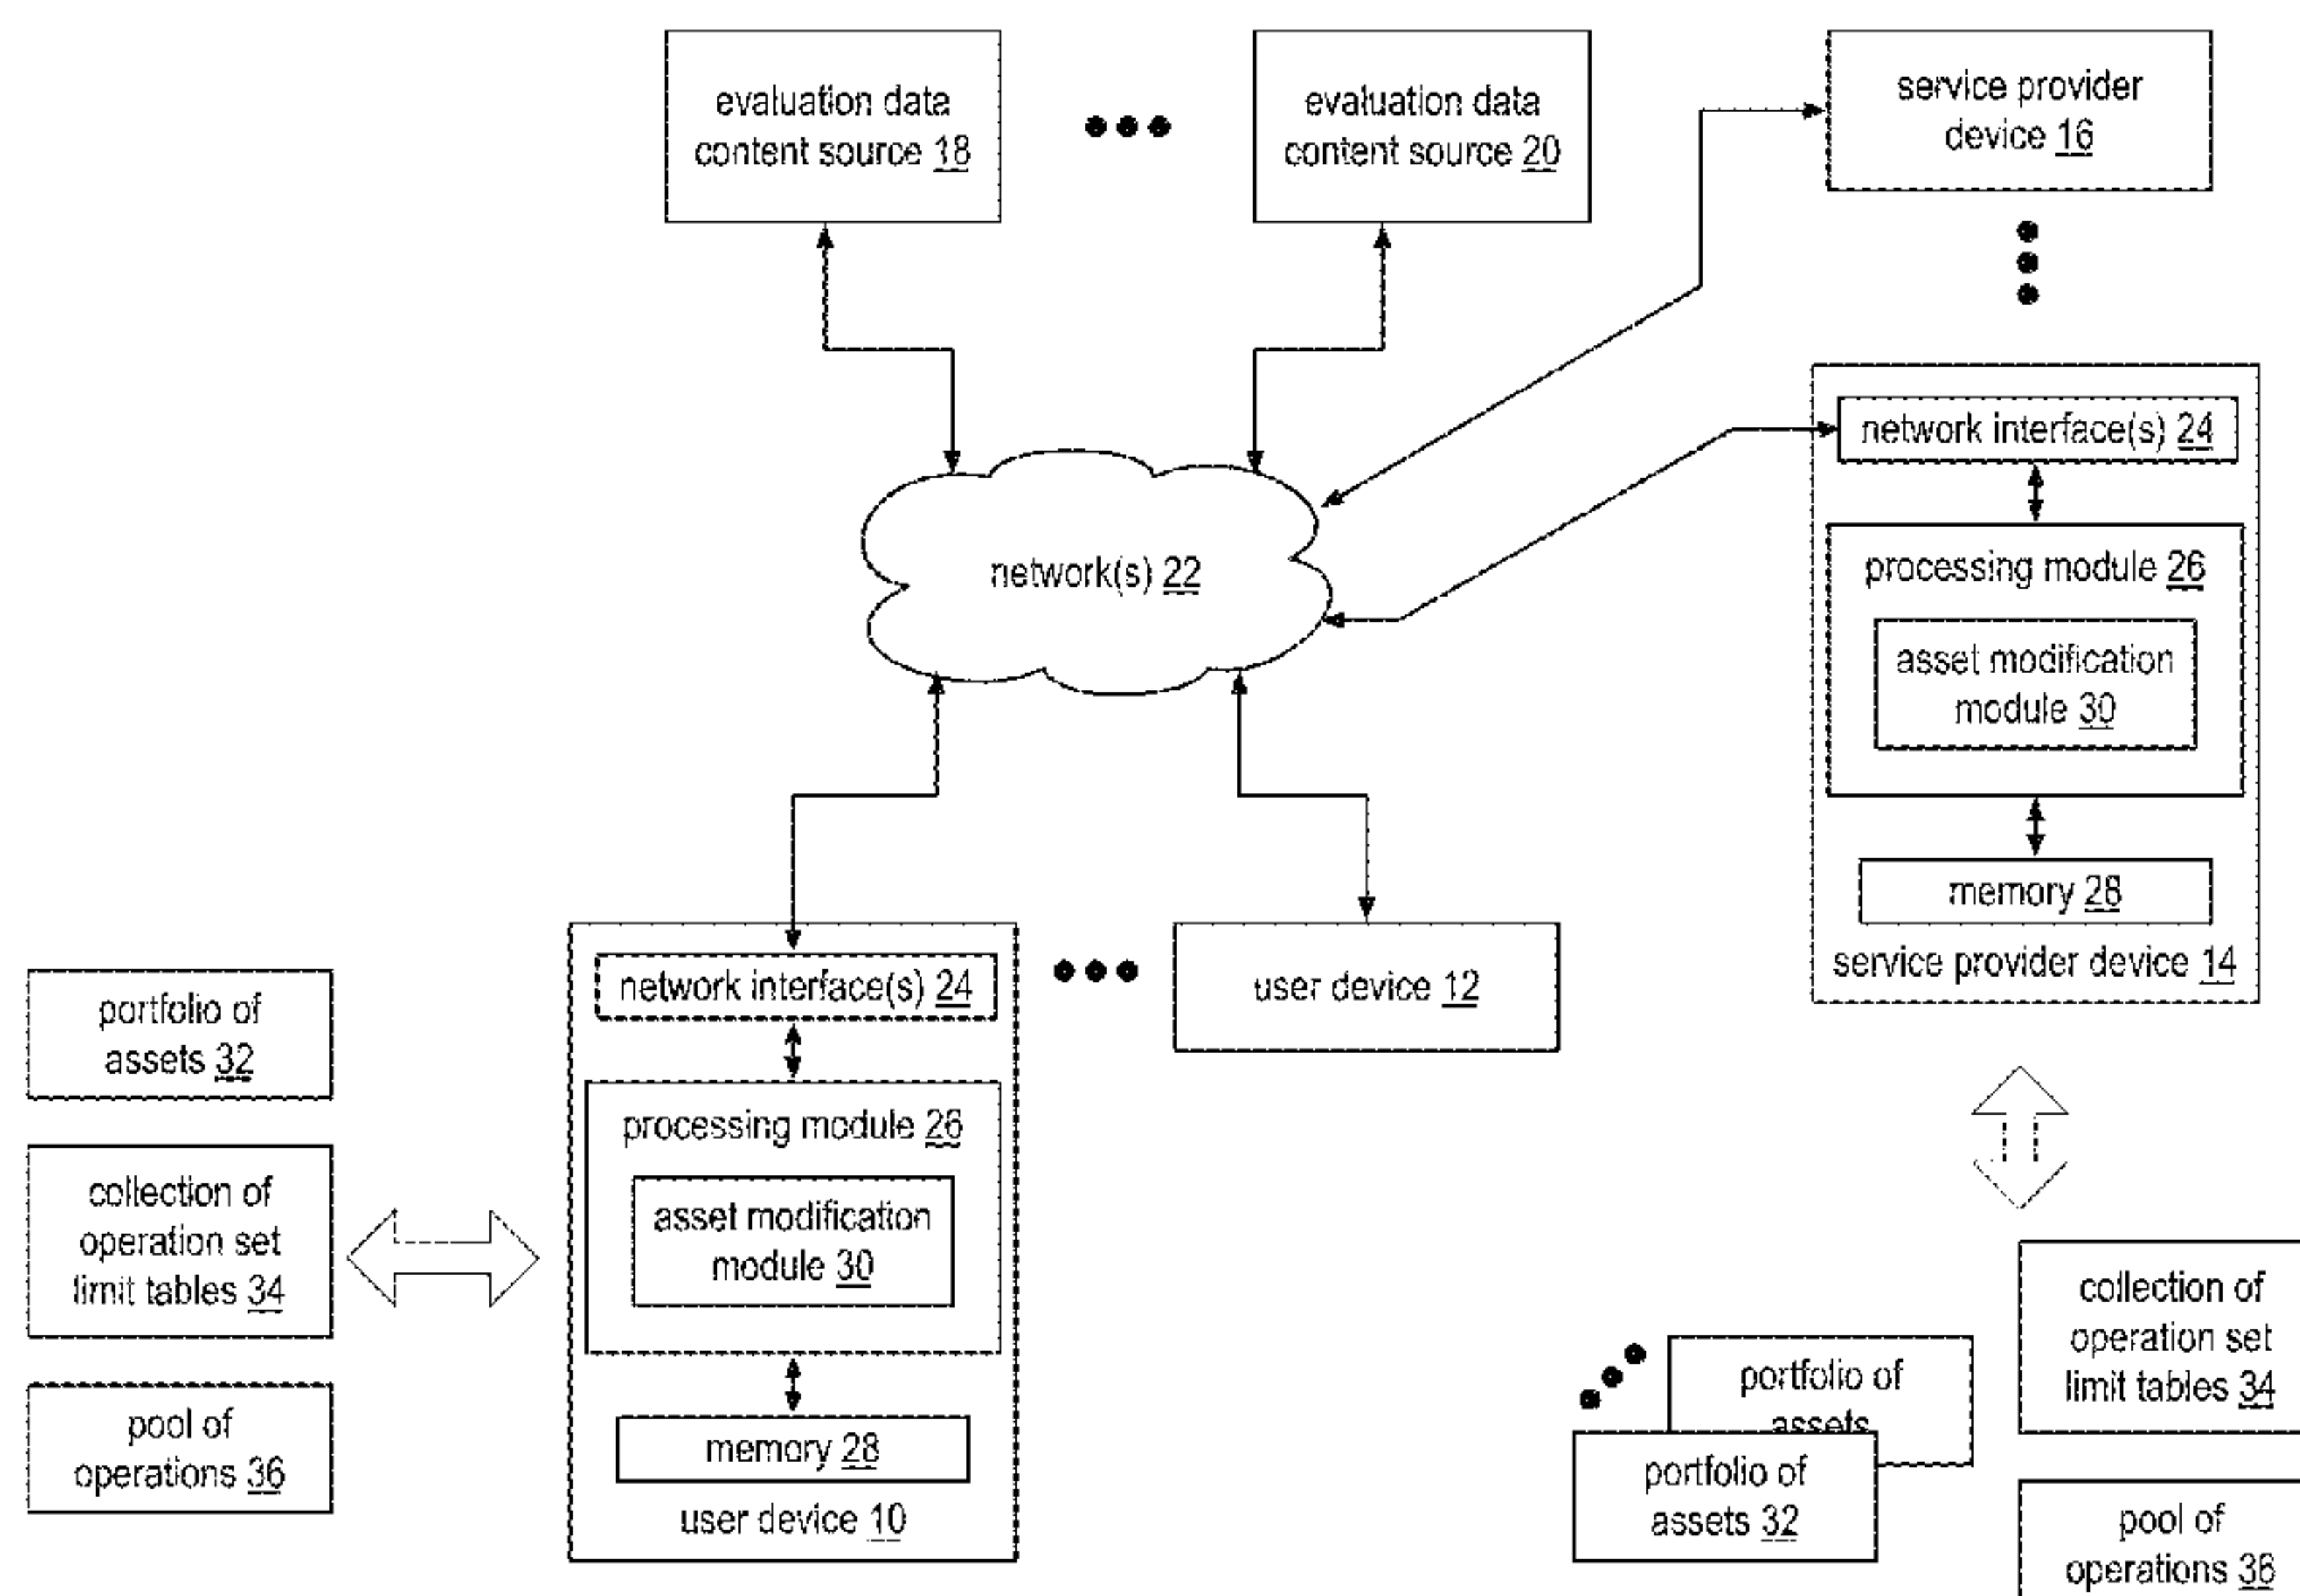 evaluation data
content source 18
evaluation data
content source 20
service provider
device 16
network(s) 22
network interface(s) 24
processing module 26
asset modification
module 30
memory 28
service provider device 14
network interface(s) 24
processing module 26
asset modification
module 30
memory 28
user device 10
user device 12
portfolio of
assets 32
collection of
operation set
limit tables 34
pool of
operations 36
portfolio of
assets
portfolio of
assets 32
collection of
operation set
limit tables 34
pool of
operations 36